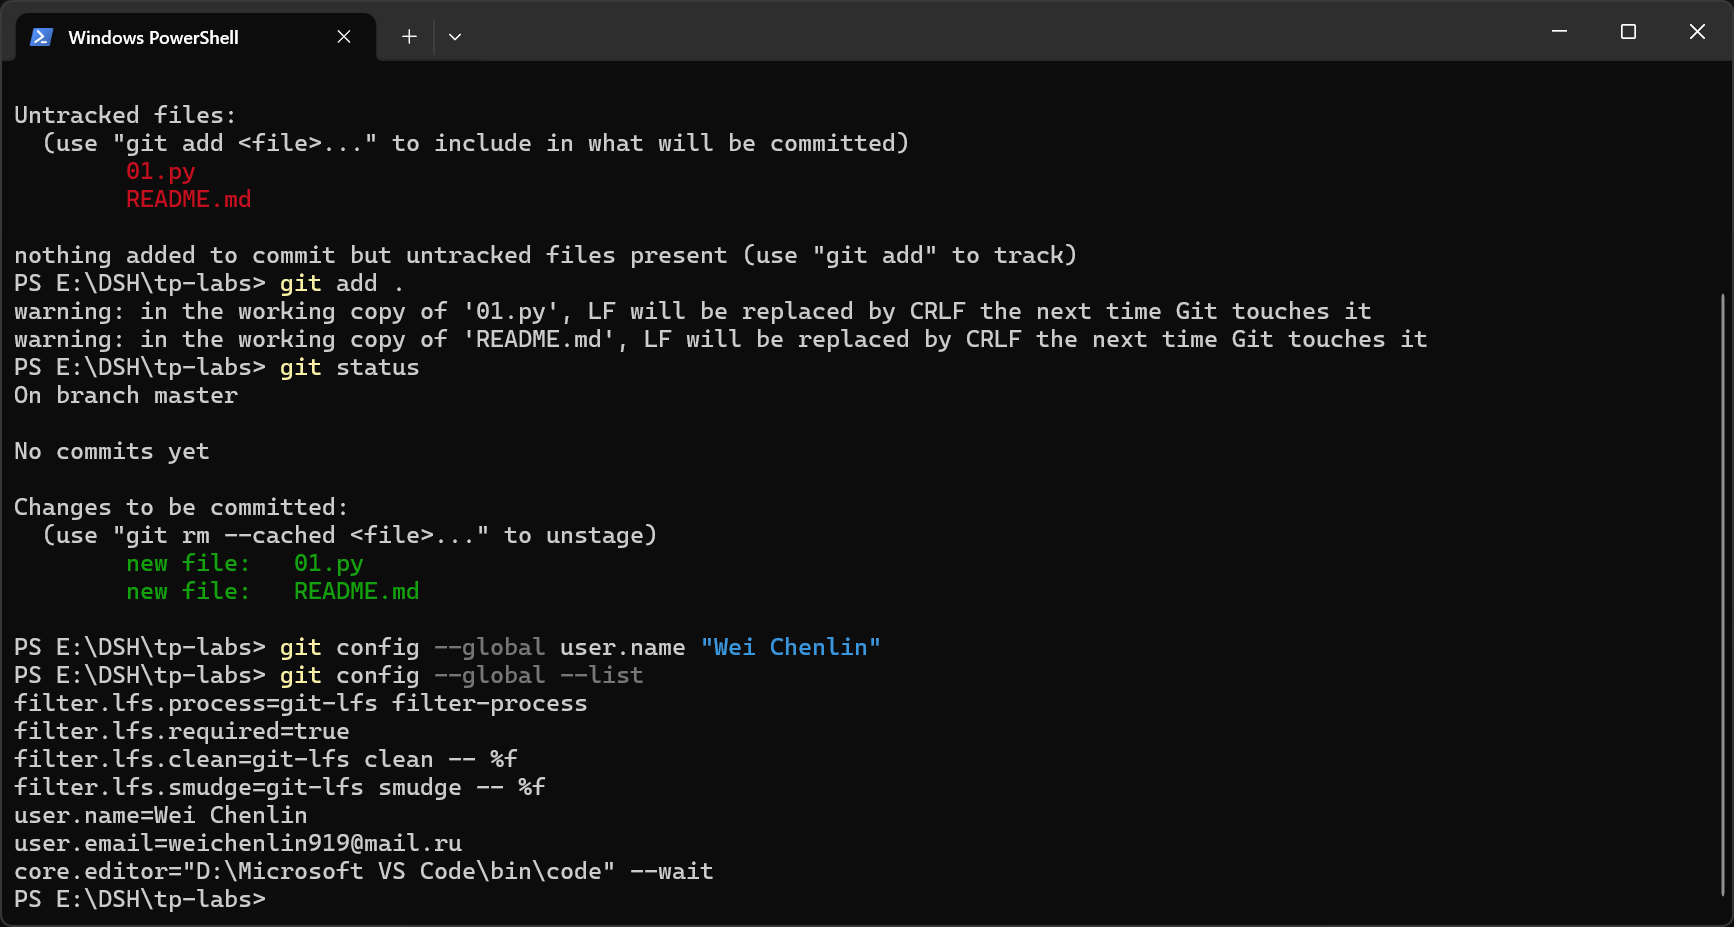 Windows PowerShell
Untracked files:
  (use "git add <file>..." to include in what will be committed)
        01.py
        README.md
nothing added to commit but untracked files present (use "git add" to track)
PS E:\DSH\tp-labs> git add .
warning: in the working copy of '01.py', LF will be replaced by CRLF the next time Git touches it
warning: in the working copy of 'README.md', LF will be replaced by CRLF the next time Git touches it
PS E:\DSH\tp-labs> git status
On branch master
No commits yet
Changes to be committed:
  (use "git rm --cached <file>..." to unstage)
        new file:   01.py
        new file:   README.md
PS E:\DSH\tp-labs> git config --global user.name "Wei Chenlin"
PS E:\DSH\tp-labs> git config --global --list
filter.lfs.process=git-lfs filter-process
filter.lfs.required=true
filter.lfs.clean=git-lfs clean -- %f
filter.lfs.smudge=git-lfs smudge -- %f
user.name=Wei Chenlin
user.email=weichenlin919@mail.ru
core.editor="D:\Microsoft VS Code\bin\code" --wait
PS E:\DSH\tp-labs>